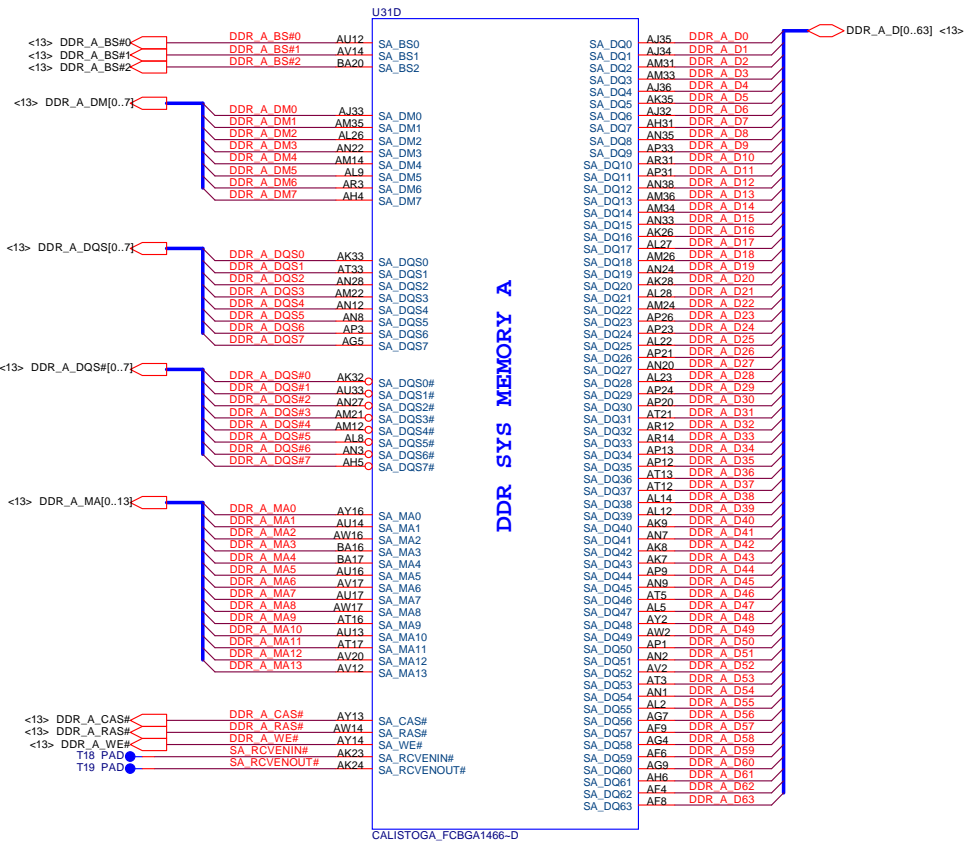 U31D
<13> DDR_A_BS#0 DDR_A_BS#0 AU12 SA_BS0
<13> DDR_A_BS#1 DDR_A_BS#1 AV14 SA_BS1
<13> DDR_A_BS#2 DDR_A_BS#2 BA20 SA_BS2
<13> DDR_A_DM[0..7]
DDR_A_DM0 AJ33 SA_DM0
DDR_A_DM1 AM35 SA_DM1
DDR_A_DM2 AL26 SA_DM2
DDR_A_DM3 AN22 SA_DM3
DDR_A_DM4 AM14 SA_DM4
DDR_A_DM5 AL9 SA_DM5
DDR_A_DM6 AR3 SA_DM6
DDR_A_DM7 AH4 SA_DM7
<13> DDR_A_DQS[0..7]
DDR_A_DQS0 AK33 SA_DQS0
DDR_A_DQS1 AT33 SA_DQS1
DDR_A_DQS2 AN28 SA_DQS2
DDR_A_DQS3 AM22 SA_DQS3
DDR_A_DQS4 AN12 SA_DQS4
DDR_A_DQS5 AN8 SA_DQS5
DDR_A_DQS6 AP3 SA_DQS6
DDR_A_DQS7 AG5 SA_DQS7
<13> DDR_A_DQS#[0..7]
DDR_A_DQS#0 AK32 SA_DQS0#
DDR_A_DQS#1 AU33 SA_DQS1#
DDR_A_DQS#2 AN27 SA_DQS2#
DDR_A_DQS#3 AM21 SA_DQS3#
DDR_A_DQS#4 AM12 SA_DQS4#
DDR_A_DQS#5 AL8 SA_DQS5#
DDR_A_DQS#6 AN3 SA_DQS6#
DDR_A_DQS#7 AH5 SA_DQS7#
<13> DDR_A_MA[0..13]
DDR_A_MA0 AY16 SA_MA0
DDR_A_MA1 AU14 SA_MA1
DDR_A_MA2 AW16 SA_MA2
DDR_A_MA3 BA16 SA_MA3
DDR_A_MA4 BA17 SA_MA4
DDR_A_MA5 AU16 SA_MA5
DDR_A_MA6 AV17 SA_MA6
DDR_A_MA7 AU17 SA_MA7
DDR_A_MA8 AW17 SA_MA8
DDR_A_MA9 AT16 SA_MA9
DDR_A_MA10 AU13 SA_MA10
DDR_A_MA11 AT17 SA_MA11
DDR_A_MA12 AV20 SA_MA12
DDR_A_MA13 AV12 SA_MA13
<13> DDR_A_CAS# DDR_A_CAS# AY13 SA_CAS#
<13> DDR_A_RAS# DDR_A_RAS# AW14 SA_RAS#
<13> DDR_A_WE# DDR_A_WE# AY14 SA_WE#
T18 PAD SA_RCVENIN# AK23 SA_RCVENIN#
T19 PAD SA_RCVENOUT# AK24 SA_RCVENOUT#
DDR SYS MEMORY A
DDR_A_D[0..63] <13>
SA_DQ0 AJ35 DDR_A_D0
SA_DQ1 AJ34 DDR_A_D1
SA_DQ2 AM31 DDR_A_D2
SA_DQ3 AM33 DDR_A_D3
SA_DQ4 AJ36 DDR_A_D4
SA_DQ5 AK35 DDR_A_D5
SA_DQ6 AJ32 DDR_A_D6
SA_DQ7 AH31 DDR_A_D7
SA_DQ8 AN35 DDR_A_D8
SA_DQ9 AP33 DDR_A_D9
SA_DQ10 AR31 DDR_A_D10
SA_DQ11 AP31 DDR_A_D11
SA_DQ12 AN38 DDR_A_D12
SA_DQ13 AM36 DDR_A_D13
SA_DQ14 AM34 DDR_A_D14
SA_DQ15 AN33 DDR_A_D15
SA_DQ16 AK26 DDR_A_D16
SA_DQ17 AL27 DDR_A_D17
SA_DQ18 AM26 DDR_A_D18
SA_DQ19 AN24 DDR_A_D19
SA_DQ20 AK28 DDR_A_D20
SA_DQ21 AL28 DDR_A_D21
SA_DQ22 AM24 DDR_A_D22
SA_DQ23 AP26 DDR_A_D23
SA_DQ24 AP23 DDR_A_D24
SA_DQ25 AL22 DDR_A_D25
SA_DQ26 AP21 DDR_A_D26
SA_DQ27 AN20 DDR_A_D27
SA_DQ28 AL23 DDR_A_D28
SA_DQ29 AP24 DDR_A_D29
SA_DQ30 AP20 DDR_A_D30
SA_DQ31 AT21 DDR_A_D31
SA_DQ32 AR12 DDR_A_D32
SA_DQ33 AR14 DDR_A_D33
SA_DQ34 AP13 DDR_A_D34
SA_DQ35 AP12 DDR_A_D35
SA_DQ36 AT13 DDR_A_D36
SA_DQ37 AT12 DDR_A_D37
SA_DQ38 AL14 DDR_A_D38
SA_DQ39 AL12 DDR_A_D39
SA_DQ40 AK9 DDR_A_D40
SA_DQ41 AN7 DDR_A_D41
SA_DQ42 AK8 DDR_A_D42
SA_DQ43 AK7 DDR_A_D43
SA_DQ44 AP9 DDR_A_D44
SA_DQ45 AN9 DDR_A_D45
SA_DQ46 AT5 DDR_A_D46
SA_DQ47 AL5 DDR_A_D47
SA_DQ48 AY2 DDR_A_D48
SA_DQ49 AW2 DDR_A_D49
SA_DQ50 AP1 DDR_A_D50
SA_DQ51 AN2 DDR_A_D51
SA_DQ52 AV2 DDR_A_D52
SA_DQ53 AT3 DDR_A_D53
SA_DQ54 AN1 DDR_A_D54
SA_DQ55 AL2 DDR_A_D55
SA_DQ56 AG7 DDR_A_D56
SA_DQ57 AF9 DDR_A_D57
SA_DQ58 AG4 DDR_A_D58
SA_DQ59 AF6 DDR_A_D59
SA_DQ60 AG9 DDR_A_D60
SA_DQ61 AH6 DDR_A_D61
SA_DQ62 AF4 DDR_A_D62
SA_DQ63 AF8 DDR_A_D63
CALISTOGA_FCBGA1466~D